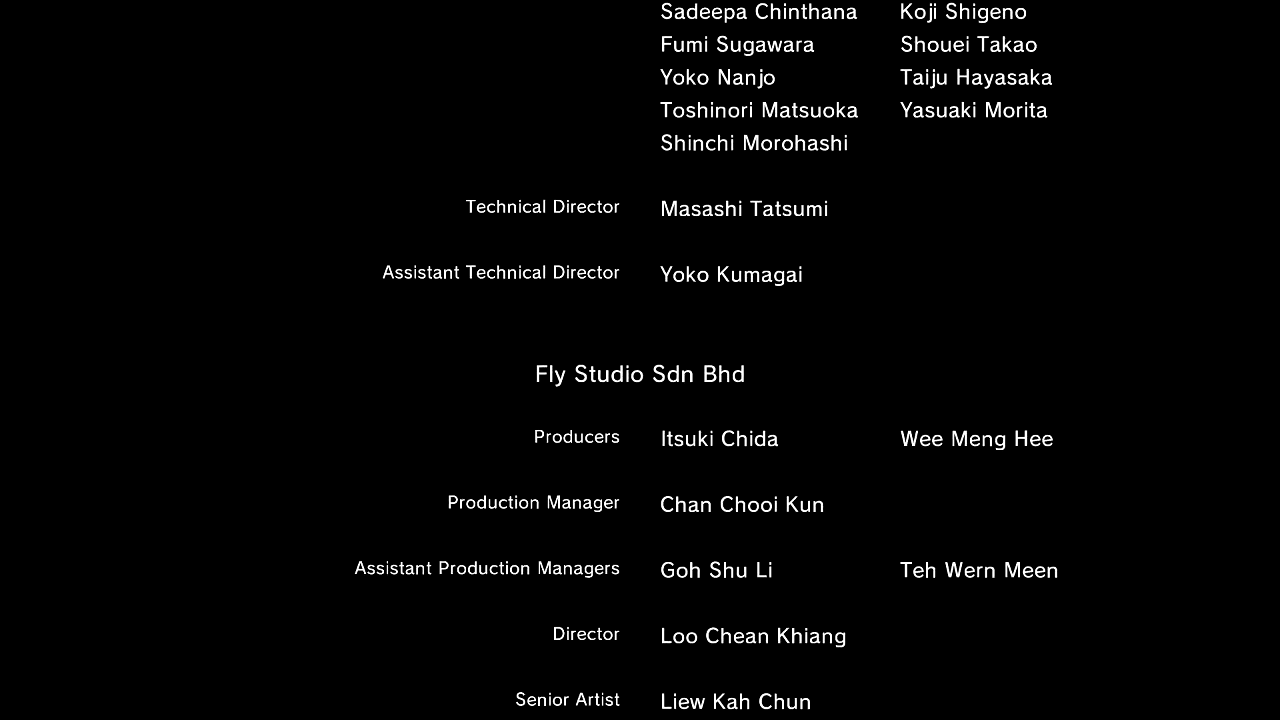 Sadeepa Chinthana Koji Shigeno
Fumi Sugawara Shouei Takao
Yoko Nanjo Taiju Hayasaka
Toshinori Matsuoka Yasuaki Morita
Shinchi Morohashi
Technical Director Masashi Tatsumi
Assistant Technical Director Yoko Kumagai
Fly Studio Sdn Bhd
Producers Itsuki Chida Wee Meng Hee
Production Manager Chan Chooi Kun
Assistant Production Managers Goh Shu Li Teh Wern Meen
Director Loo Chean Khiang
Senior Artist Liew Kah Chun